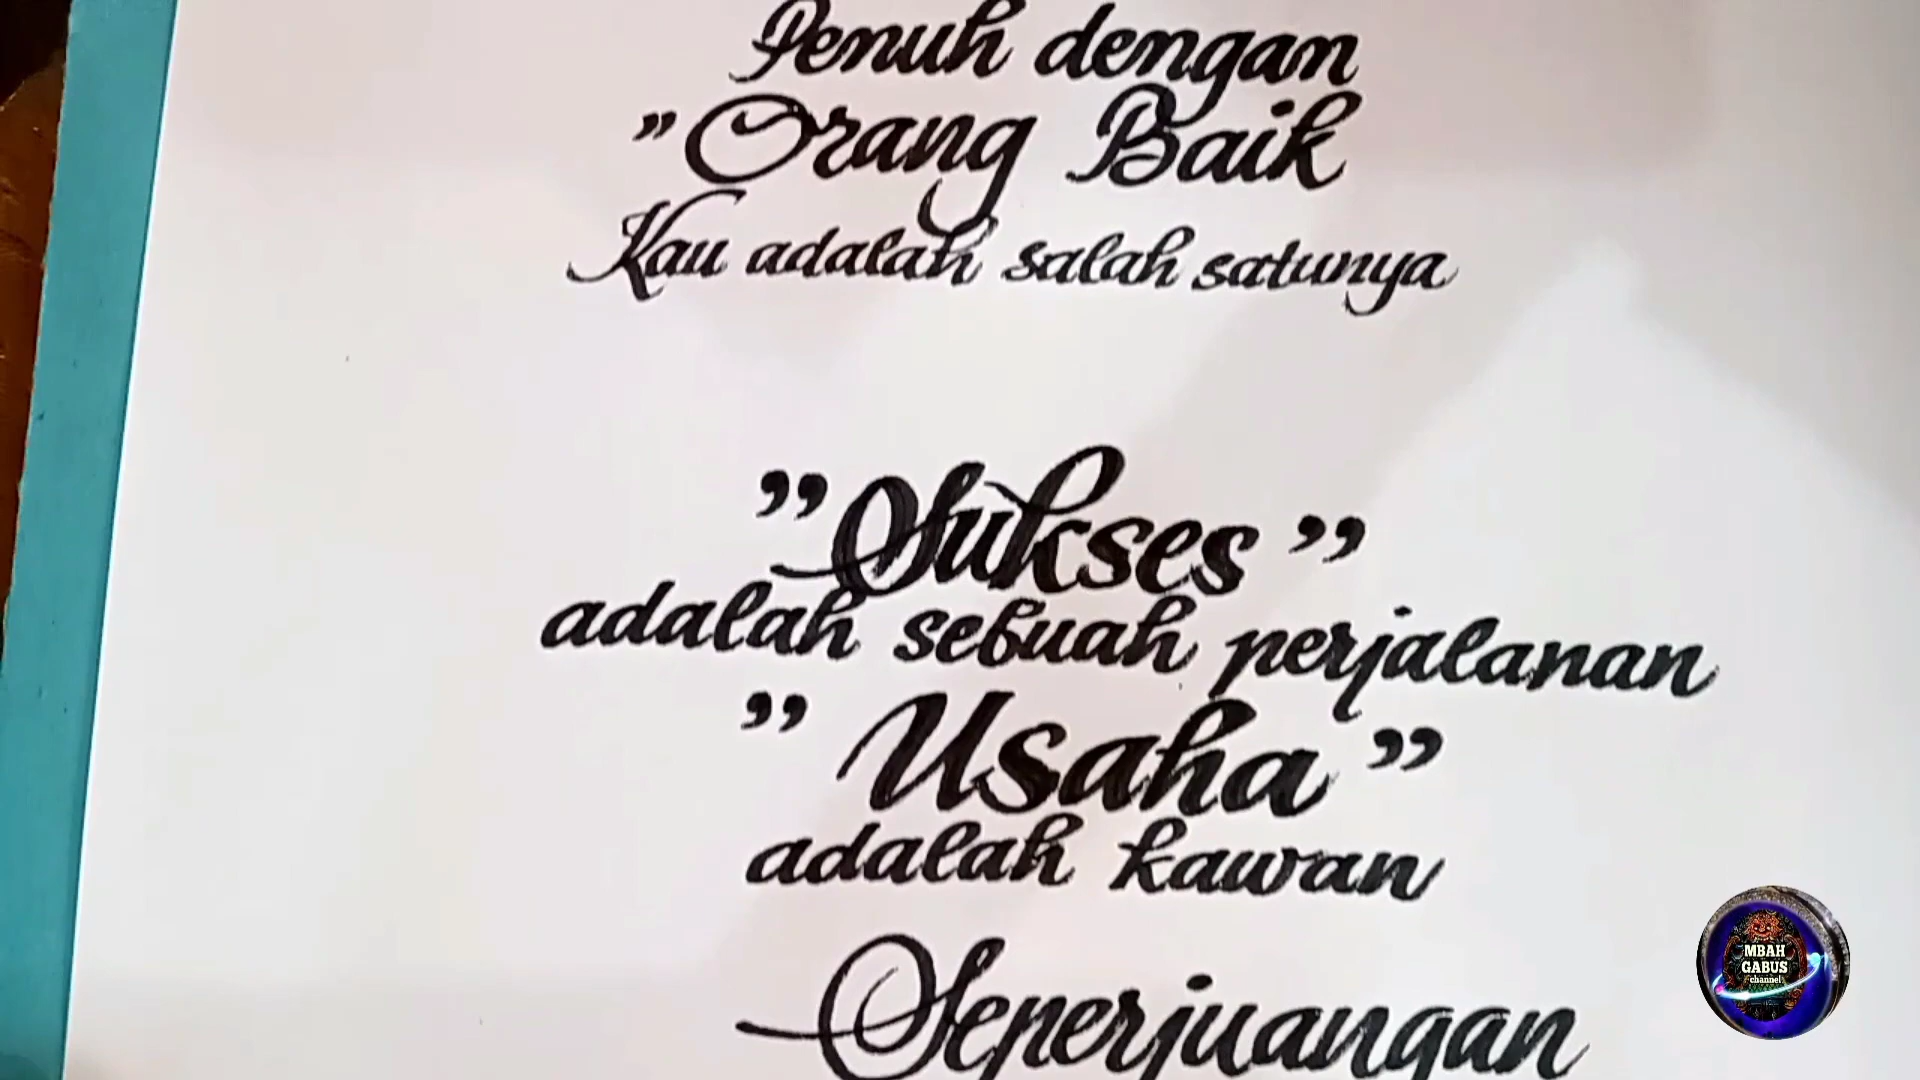 Penuh dengan
"Orang Baik
Kau adalah salah satunya
"Sukses"
adalah sebuah perjalanan
"Usaha"
adalah kawan
Seperjuangan
MBAH
GABUS
channel